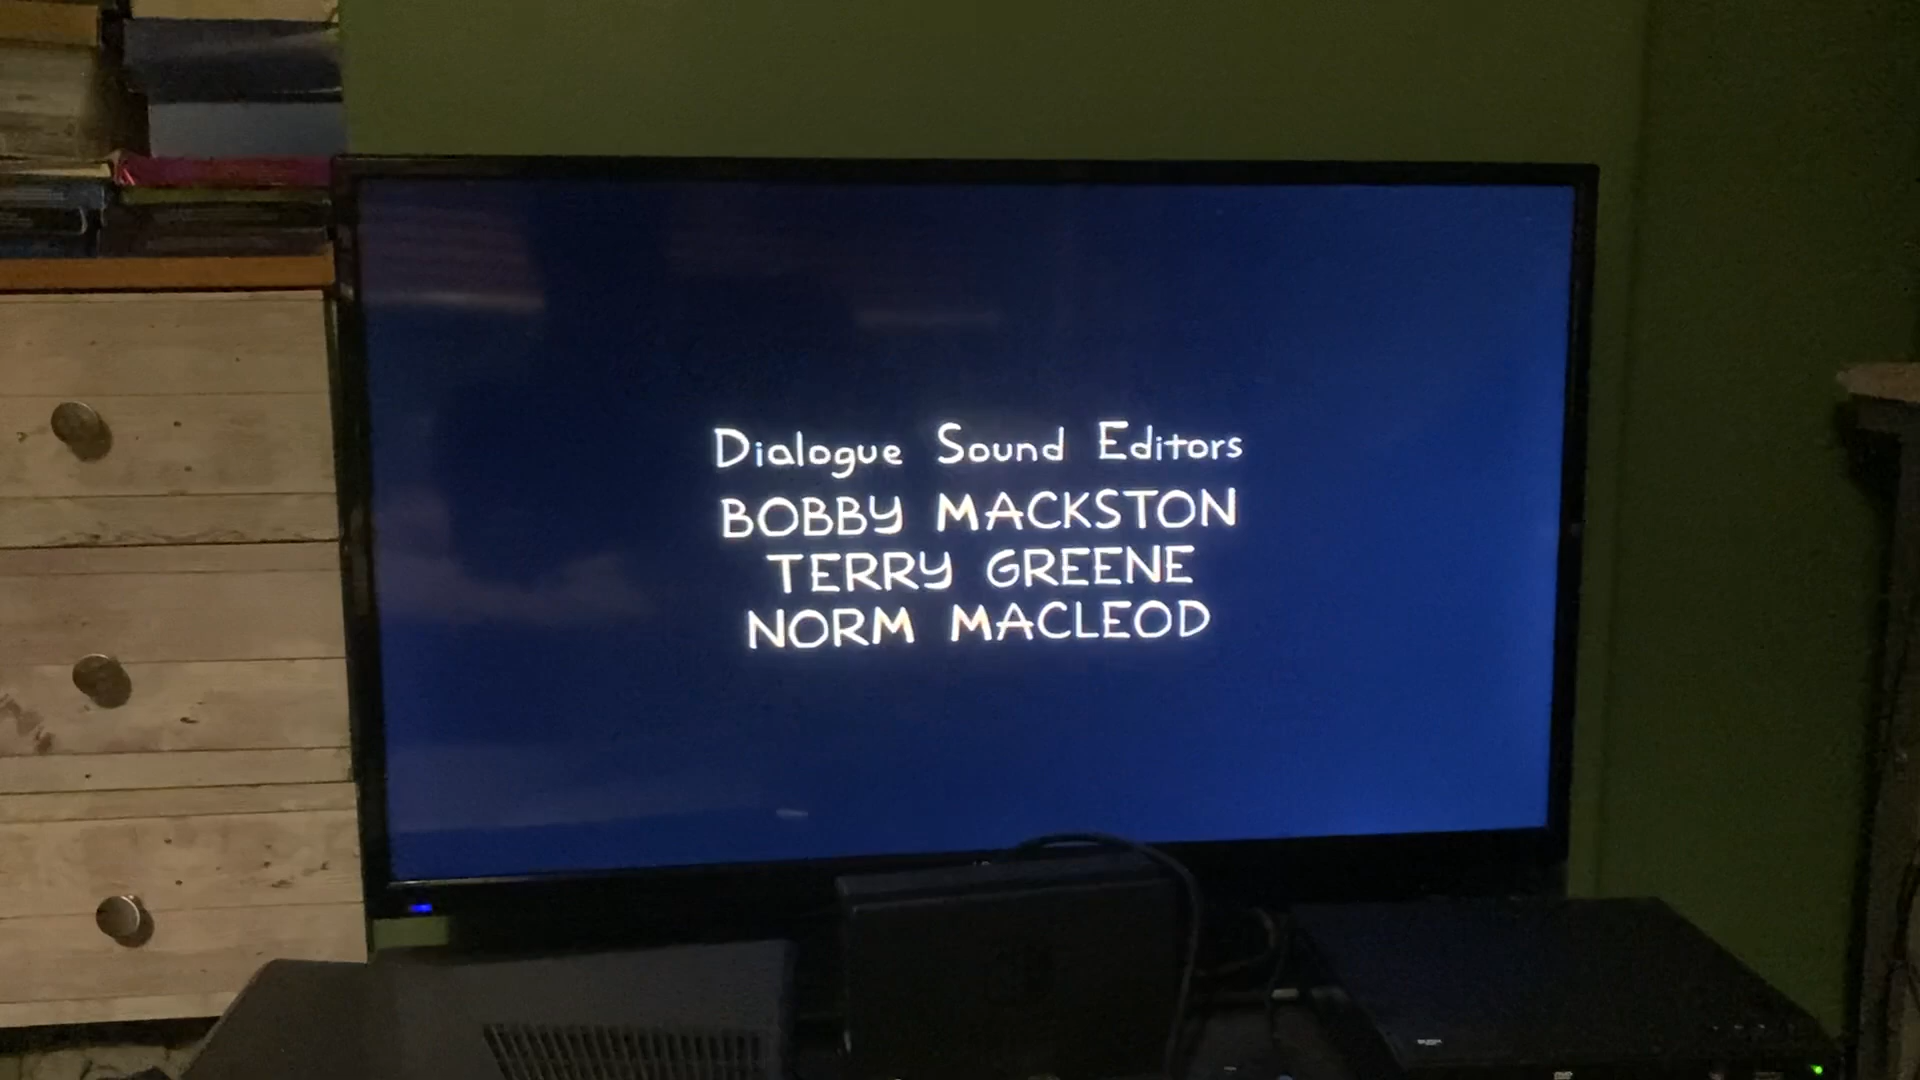 Dialogue Sound Editors
BOBBY MACKSTON
TERRY GREENE
NORM MACLEOD